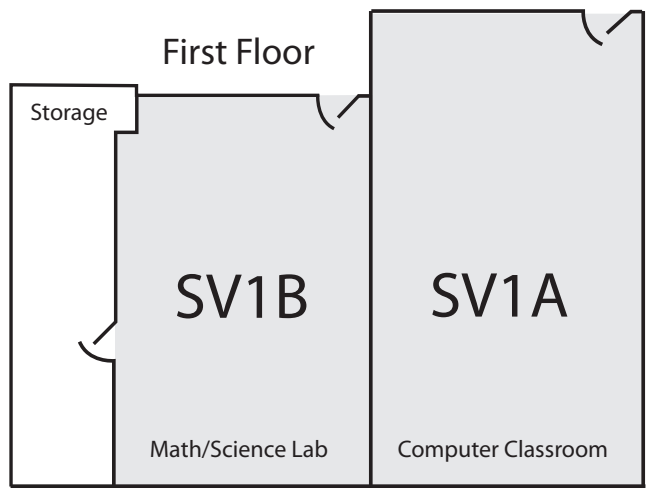 First Floor
Storage
SV1B
SV1A
Math/Science Lab
Computer Classroom